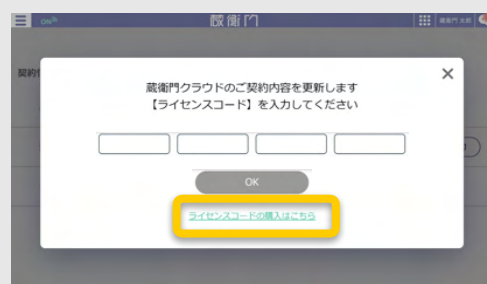 ON
蔵衛門
蔵衛門 太郎
契約
蔵衛門クラウドのご契約内容を更新します
【ライセンスコード】を入力してください
OK
ライセンスコードの購入はこちら